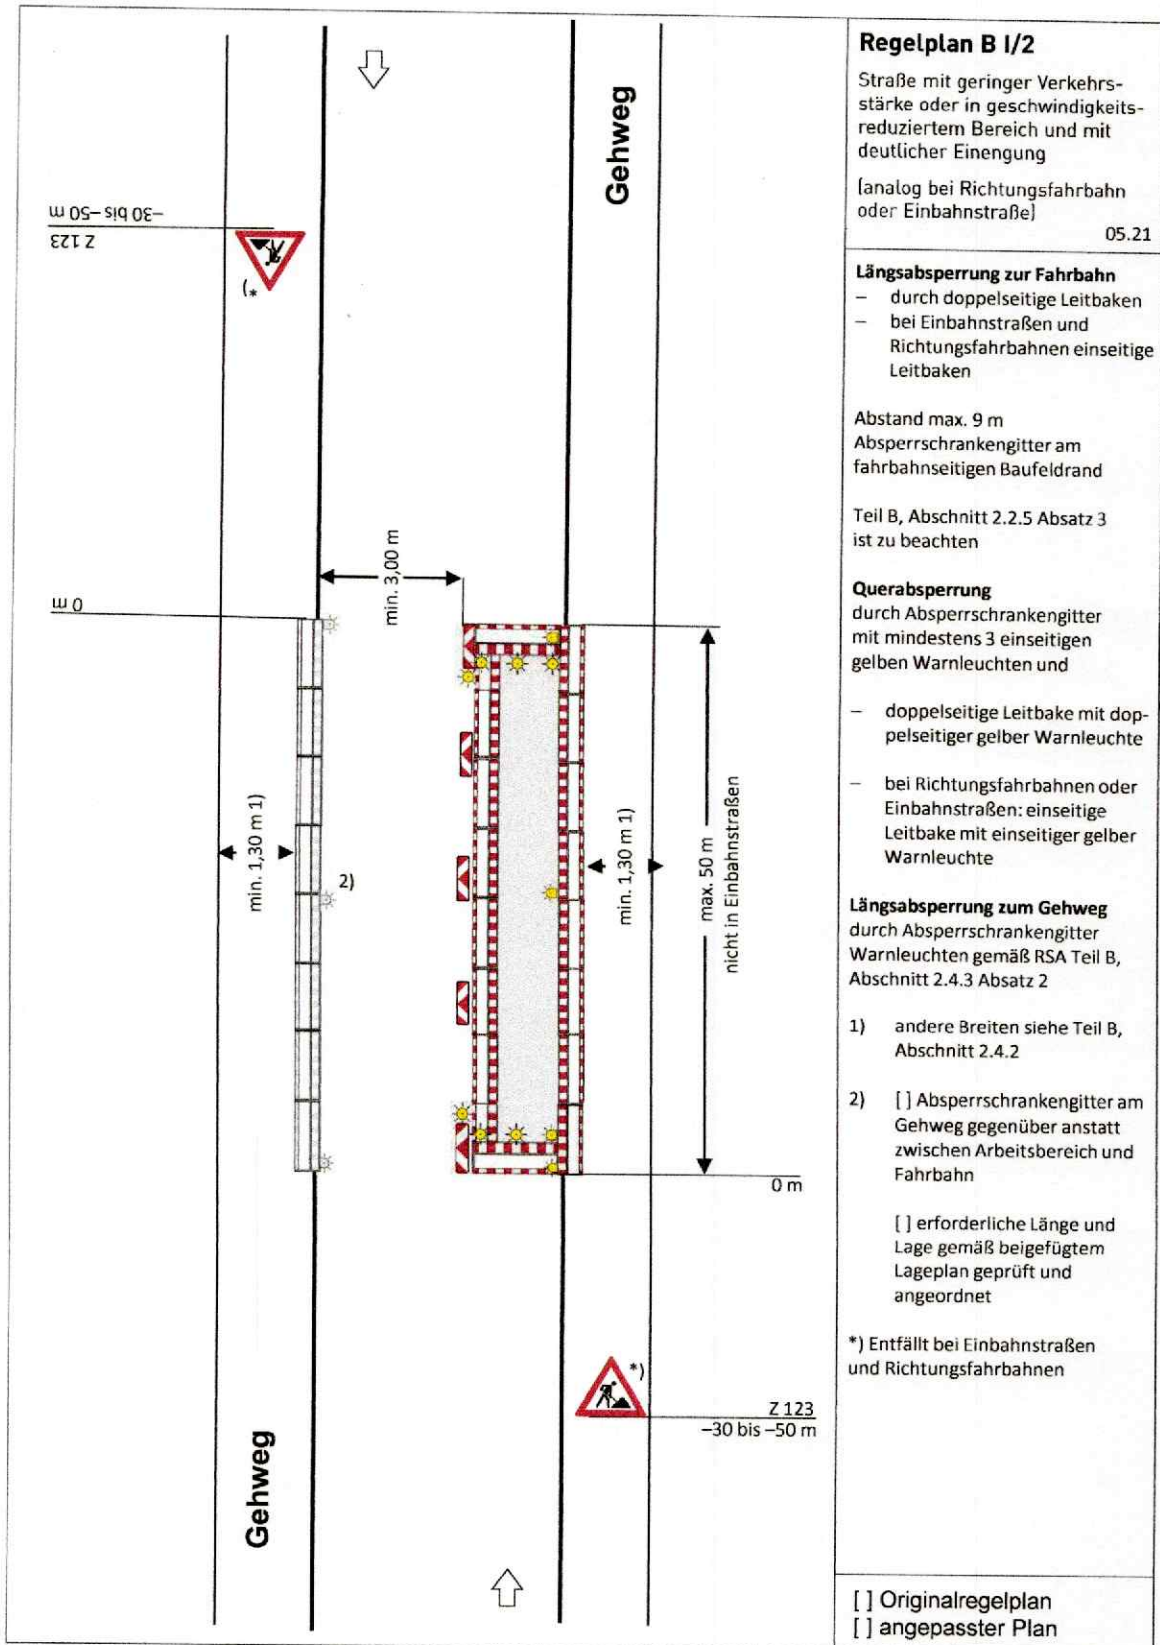 Gehweg
–30 bis –50 m
Z 123
*)
0 m
min. 3,00 m
min. 1,30 m 1)
2)
min. 1,30 m 1)
max. 50 m
nicht in Einbahnstraßen
0 m
*)
Z 123
–30 bis –50 m
Gehweg
Regelplan B I/2
Straße mit geringer Verkehrs-
stärke oder in geschwindigkeits-
reduziertem Bereich und mit
deutlicher Einengung
(analog bei Richtungsfahrbahn
oder Einbahnstraße)
05.21
Längsabsperrung zur Fahrbahn
– durch doppelseitige Leitbaken
– bei Einbahnstraßen und
Richtungsfahrbahnen einseitige
Leitbaken
Abstand max. 9 m
Absperrschrankengitter am
fahrbahnseitigen Baufeldrand
Teil B, Abschnitt 2.2.5 Absatz 3
ist zu beachten
Querabsperrung
durch Absperrschrankengitter
mit mindestens 3 einseitigen
gelben Warnleuchten und
– doppelseitige Leitbake mit dop-
pelseitiger gelber Warnleuchte
– bei Richtungsfahrbahnen oder
Einbahnstraßen: einseitige
Leitbake mit einseitiger gelber
Warnleuchte
Längsabsperrung zum Gehweg
durch Absperrschrankengitter
Warnleuchten gemäß RSA Teil B,
Abschnitt 2.4.3 Absatz 2
1) andere Breiten siehe Teil B,
Abschnitt 2.4.2
2) [ ] Absperrschrankengitter am
Gehweg gegenüber anstatt
zwischen Arbeitsbereich und
Fahrbahn
[ ] erforderliche Länge und
Lage gemäß beigefügtem
Lageplan geprüft und
angeordnet
*) Entfällt bei Einbahnstraßen
und Richtungsfahrbahnen
[ ] Originalregelplan
[ ] angepasster Plan